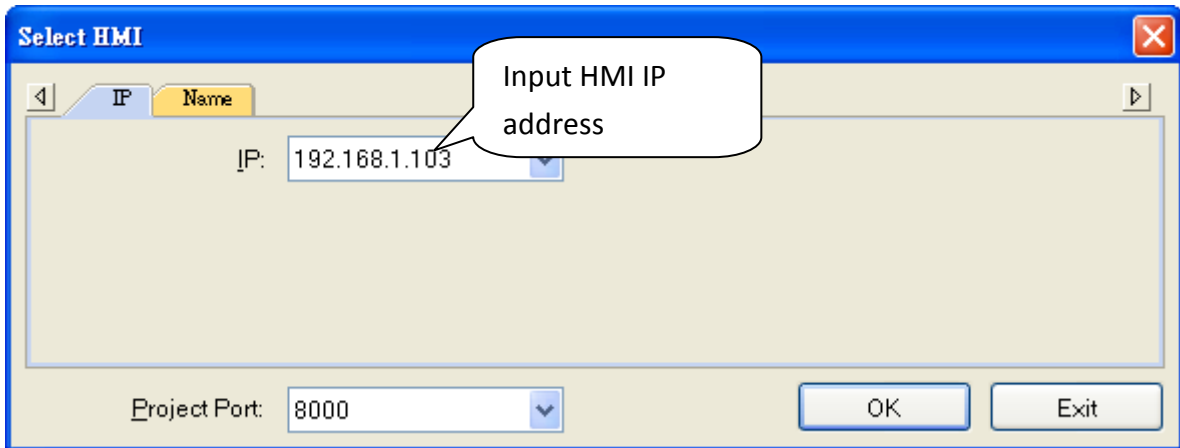 Select HMI
Input HMI IP
address
IP Name
IP: 192.168.1.103
Project Port: 8000 OK Exit